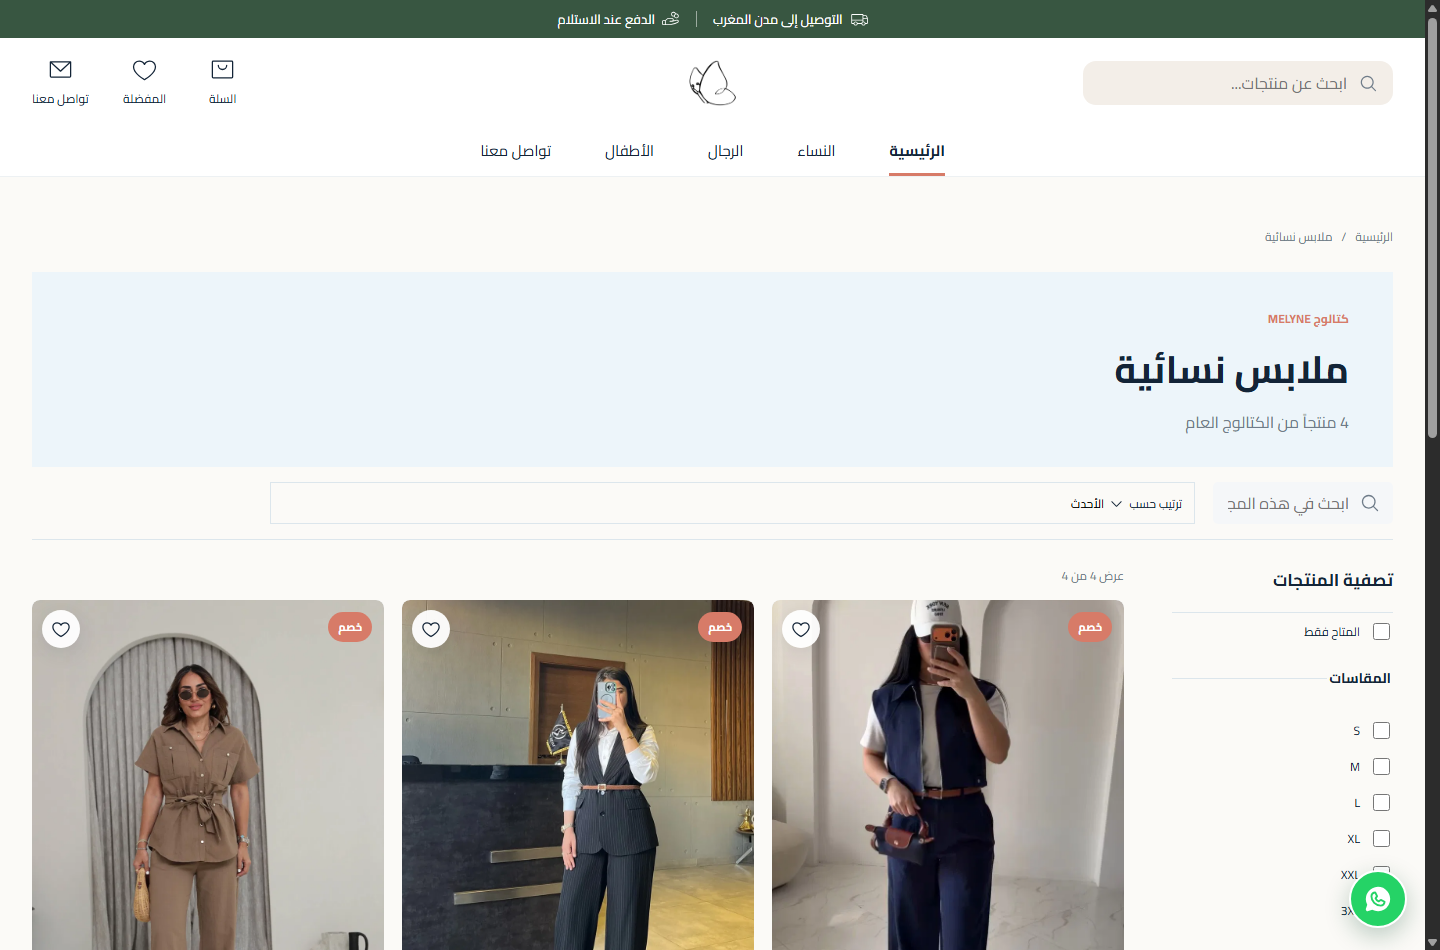 التوصيل إلى مدن المغرب
الدفع عند الاستلام
ابحث عن منتجات...
السلة
المفضلة
تواصل معنا
الرئيسية
النساء
الرجال
الأطفال
تواصل معنا
الرئيسية / ملابس نسائية
كتالوج MELYNE
ملابس نسائية
4 منتجاً من الكتالوج العام
ابحث في هذه المج
ترتيب حسب
الأحدث
تصفية المنتجات
المتاح فقط
المقاسات
S
M
L
XL
XXL
عرض 4 من 4
خصم
خصم
خصم